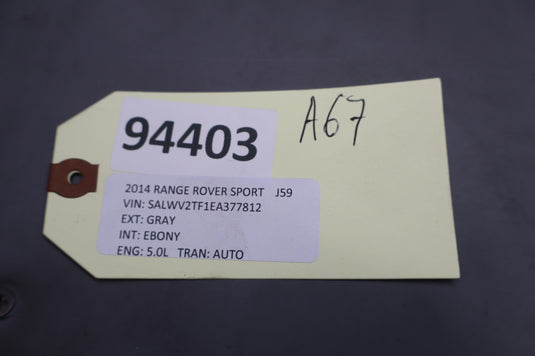 94403
A67
2014 RANGE ROVER SPORT J59
VIN: SALWV2TF1EA377812
EXT: GRAY
INT: EBONY
ENG: 5.0L TRAN: AUTO